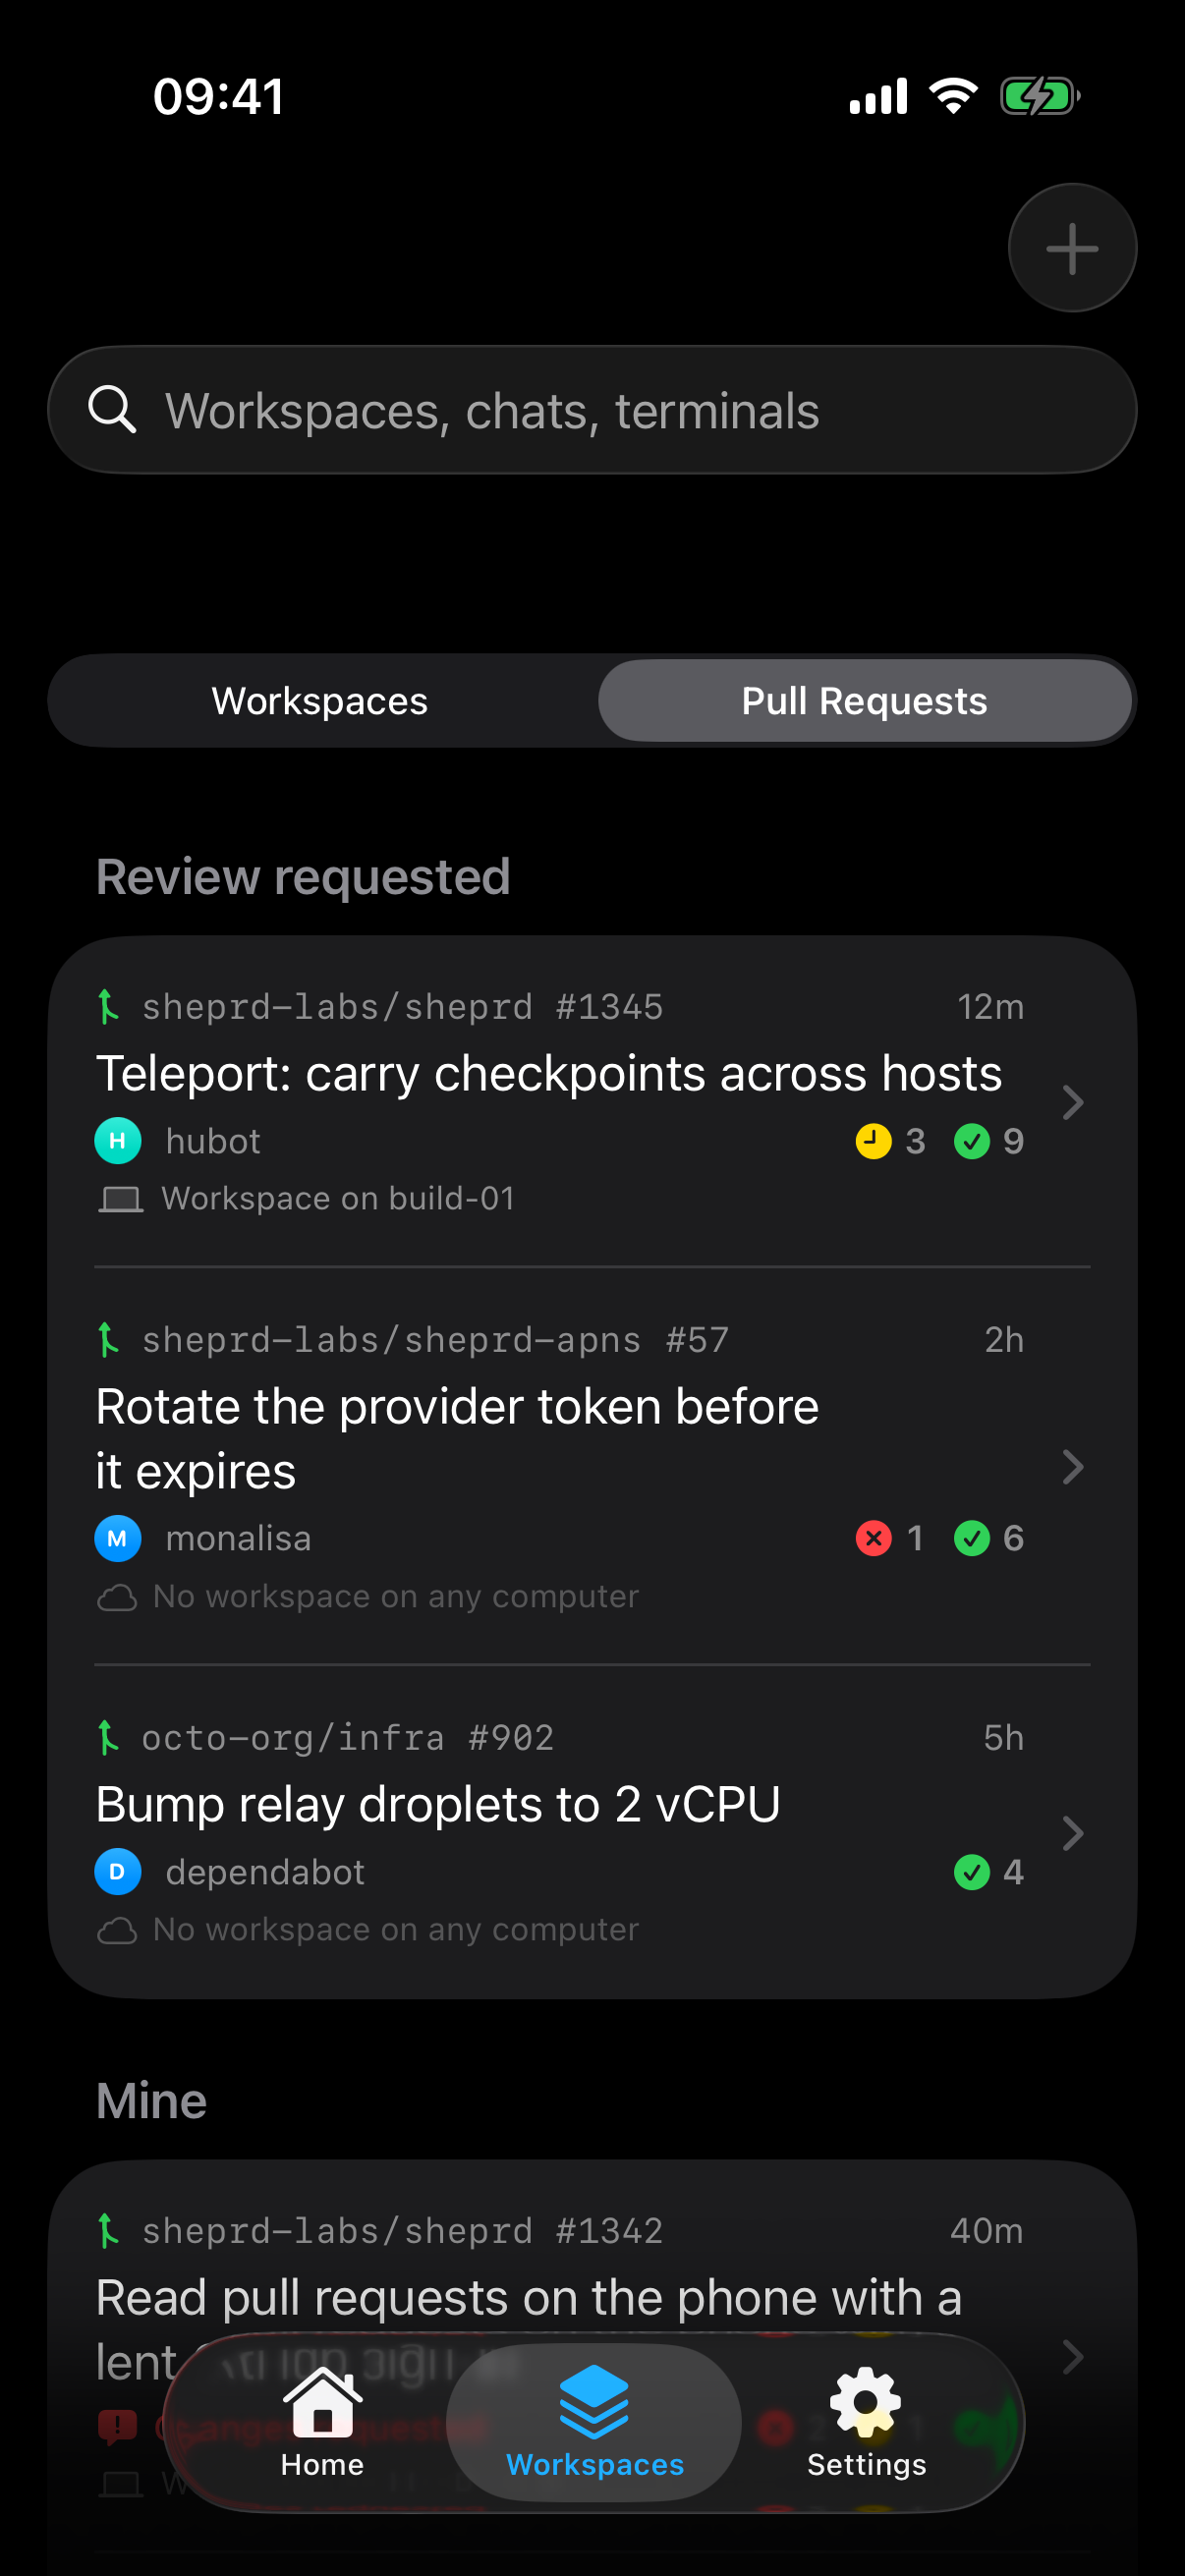 09:41
Workspaces, chats, terminals
Workspaces
Pull Requests
Review requested
sheprd-labs/sheprd #1345
12m
Teleport: carry checkpoints across hosts
H
hubot
3
9
Workspace on build-01
sheprd-labs/sheprd-apns #57
2h
Rotate the provider token before
it expires
M
monalisa
1
6
No workspace on any computer
octo-org/infra #902
5h
Bump relay droplets to 2 vCPU
D
dependabot
4
No workspace on any computer
Mine
sheprd-labs/sheprd #1342
40m
Read pull requests on the phone with a
lent
Home
Workspaces
Settings